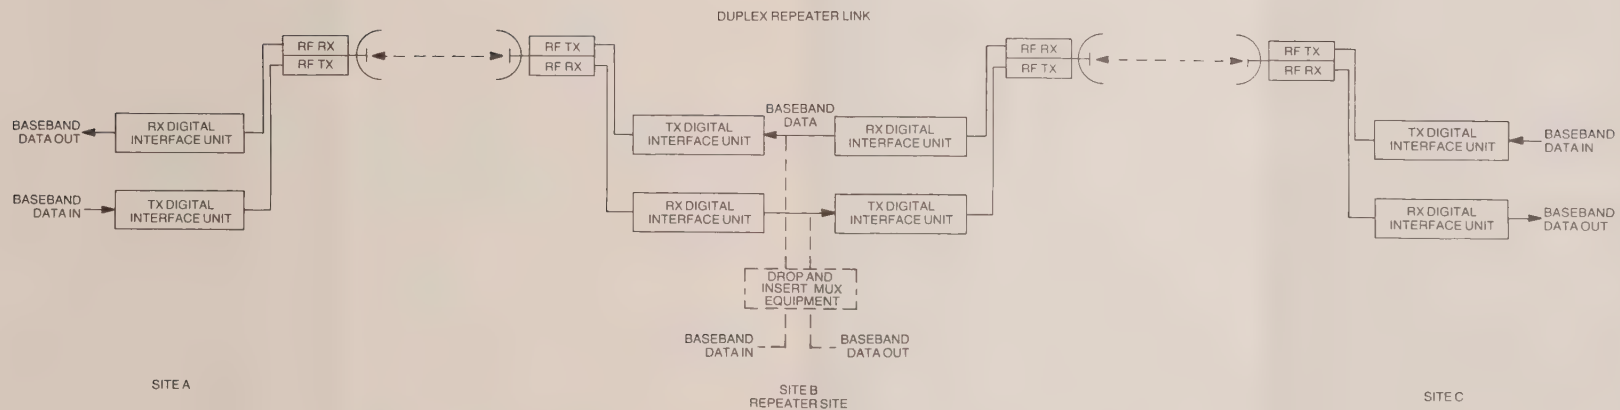 DUPLEX REPEATER LINK
RF RX
RF TX
RF TX
RF RX
RF RX
RF TX
RF TX
RF RX
BASEBAND
DATA OUT
RX DIGITAL
INTERFACE UNIT
TX DIGITAL
INTERFACE UNIT
BASEBAND
DATA
RX DIGITAL
INTERFACE UNIT
TX DIGITAL
INTERFACE UNIT
BASEBAND
DATA IN
BASEBAND
DATA IN
TX DIGITAL
INTERFACE UNIT
RX DIGITAL
INTERFACE UNIT
TX DIGITAL
INTERFACE UNIT
RX DIGITAL
INTERFACE UNIT
BASEBAND
DATA OUT
DROP AND
INSERT MUX
EQUIPMENT
BASEBAND
DATA IN
BASEBAND
DATA OUT
SITE A
SITE B
REPEATER SITE
SITE C